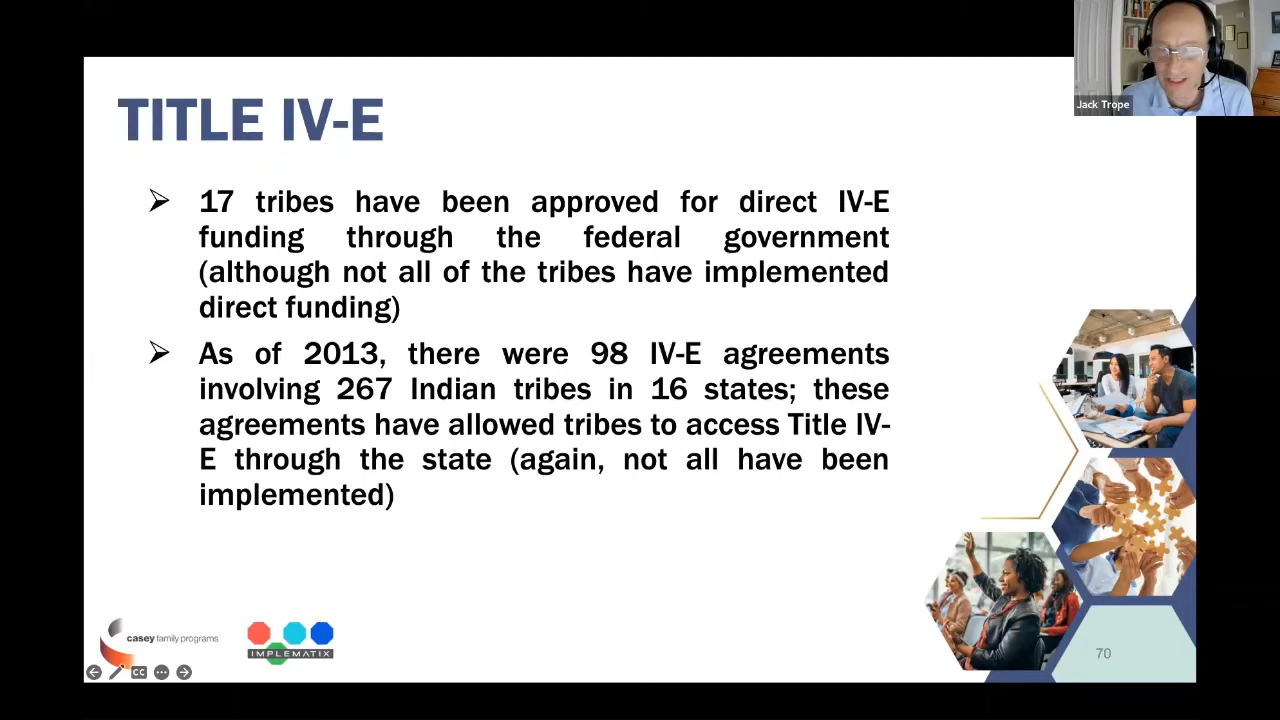 Jack Trope
TITLE IV-E
17 tribes have been approved for direct IV-E
funding through the federal government
(although not all of the tribes have implemented
direct funding)
As of 2013, there were 98 IV-E agreements
involving 267 Indian tribes in 16 states; these
agreements have allowed tribes to access Title IV-
E through the state (again, not all have been
implemented)
casey family programs
IMPLEMATIX
CC
70